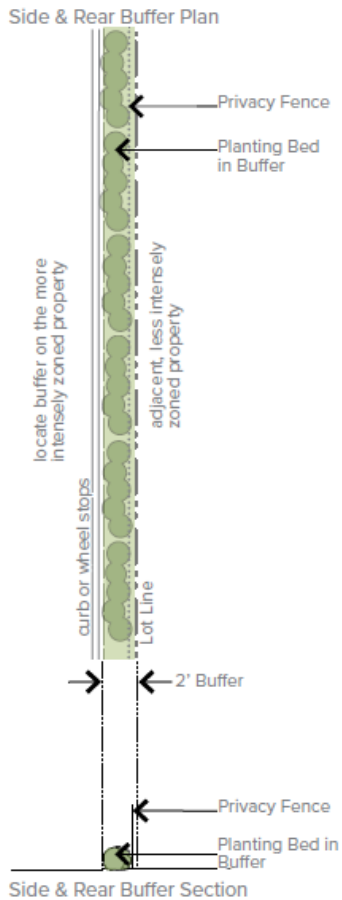 Side & Rear Buffer Plan
Privacy Fence
Planting Bed
in Buffer
locate buffer on the more
intensely zoned property
adjacent, less intensely
zoned property
curb or wheel stops
Lot Line
2' Buffer
Privacy Fence
Planting Bed in
Buffer
Side & Rear Buffer Section